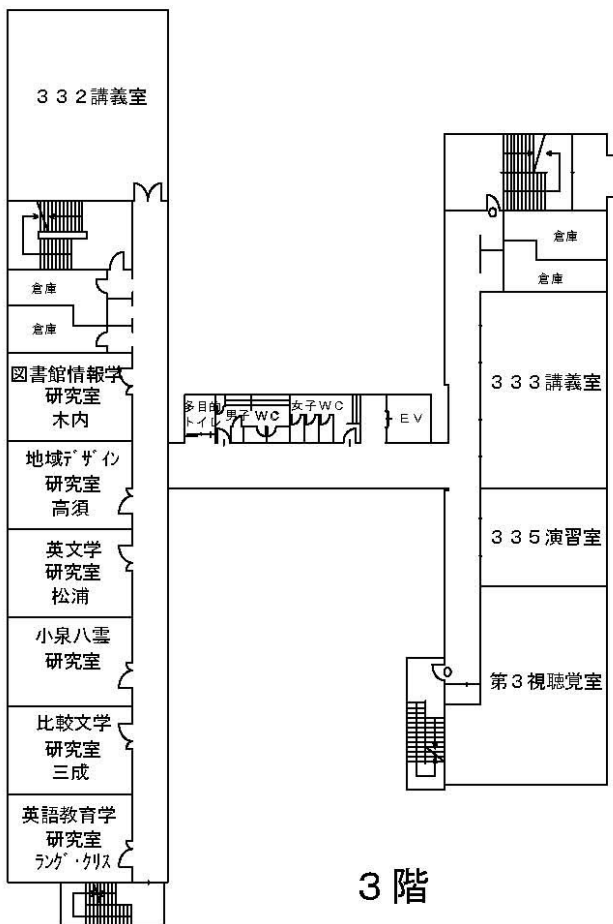 332講義室
倉庫
倉庫
図書館情報学
研究室
木内
地域デザイン
研究室
高須
英文学
研究室
松浦
小泉八雲
研究室
比較文学
研究室
三成
英語教育学
研究室
ラング・クリス
多目的
トイレ
男子WC
女子WC
EV
倉庫
倉庫
333講義室
335演習室
第3視聴覚室
3階